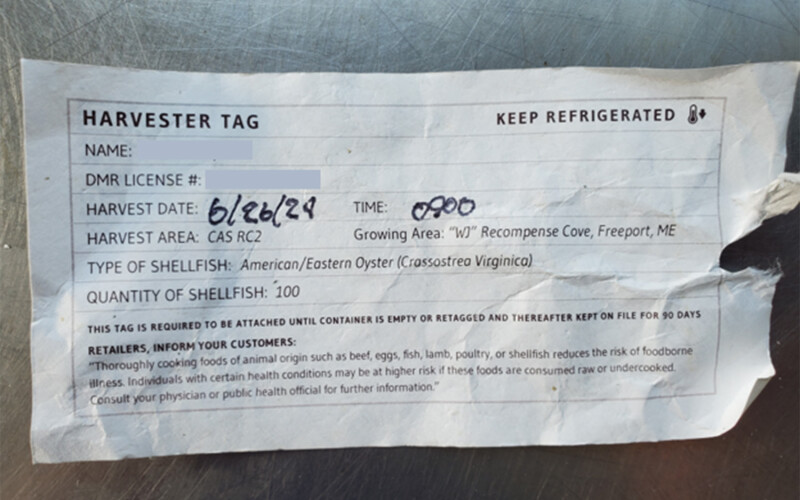 HARVESTER TAG KEEP REFRIGERATED
NAME:
DMR LICENSE #:
HARVEST DATE: 6/26/24 TIME: 0900
HARVEST AREA: CAS RC2 Growing Area: "WJ" Recompense Cove, Freeport, ME
TYPE OF SHELLFISH: American/Eastern Oyster (Crassostrea Virginica)
QUANTITY OF SHELLFISH: 100
THIS TAG IS REQUIRED TO BE ATTACHED UNTIL CONTAINER IS EMPTY OR RETAGGED AND THEREAFTER KEPT ON FILE FOR 90 DAYS
RETAILERS, INFORM YOUR CUSTOMERS:
"Thoroughly cooking foods of animal origin such as beef, eggs, fish, lamb, poultry, or shellfish reduces the risk of foodborne
illness. Individuals with certain health conditions may be at higher risk if these foods are consumed raw or undercooked.
Consult your physician or public health official for further information."